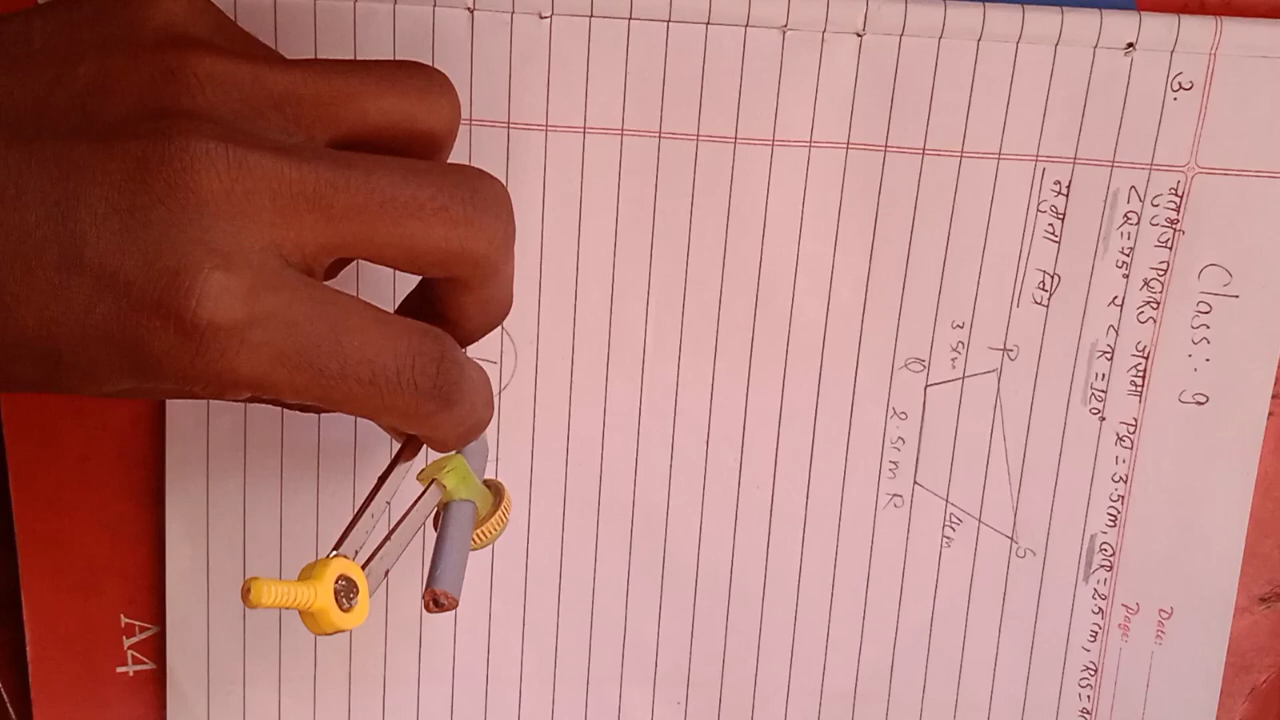 Class: 9
Date:
Page:
3. चतुर्भुज PQRS जसमा PQ = 3.5cm, QR = 2.5cm, RS = 4
∠Q = 75° र ∠R = 120°
नमुना चित्र
P
S
3.5cm
4cm
Q
2.5cm
R
A4